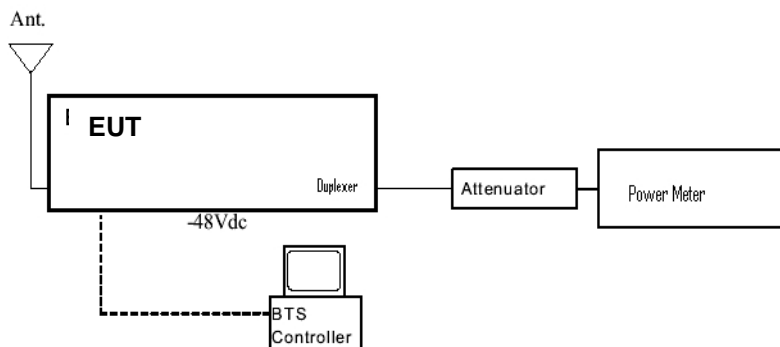 Ant.
EUT
Duplexer
Attenuator
Power Meter
-48Vdc
BTS
Controller